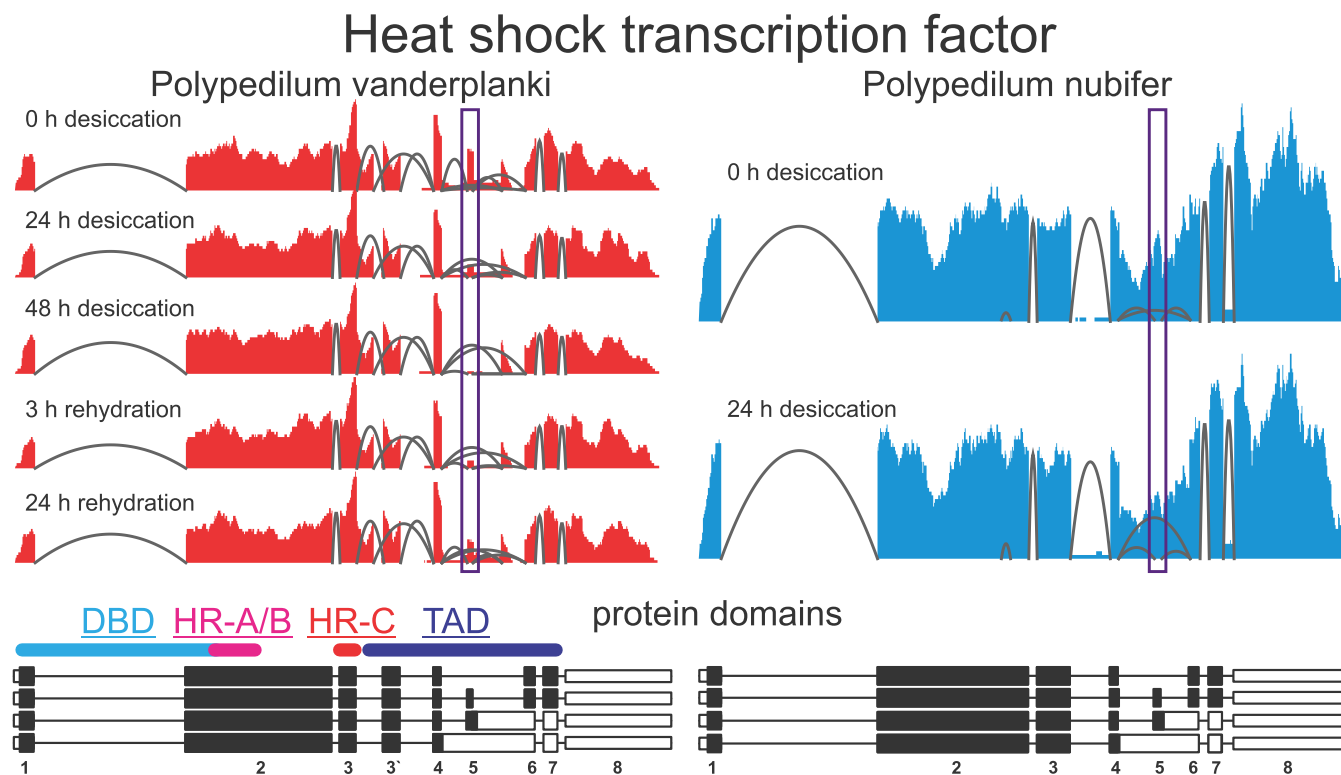 Heat shock transcription factor
Polypedilum vanderplanki
Polypedilum nubifer
0 h desiccation
24 h desiccation
48 h desiccation
3 h rehydration
24 h rehydration
0 h desiccation
24 h desiccation
DBD HR-A/B HR-C TAD
protein domains
1 2 3 3` 4 5 6 7 8
1 2 3 4 5 6 7 8